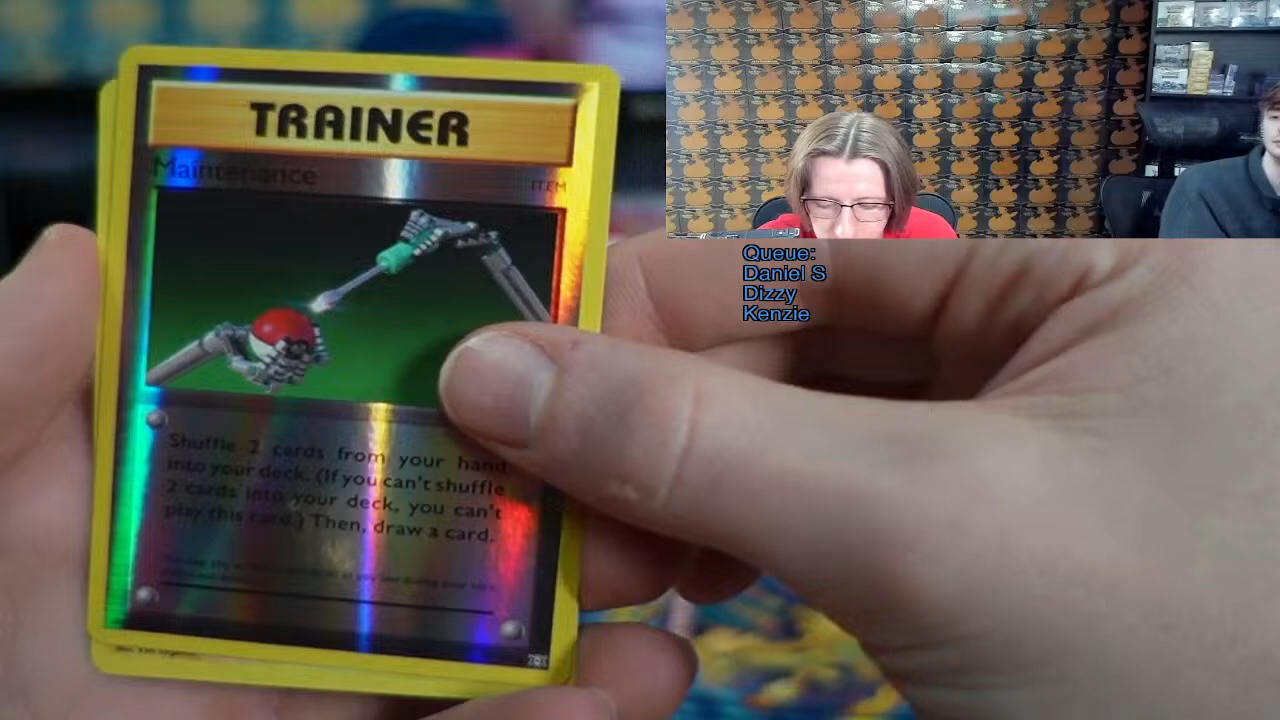 TRAINER
Maintenance
ITEM
Shuffle 2 cards from your hand
into your deck. (If you can't shuffle
2 cards into your deck, you can't
play this card.) Then, draw a card.
Queue:
Daniel S
Dizzy
Kenzie